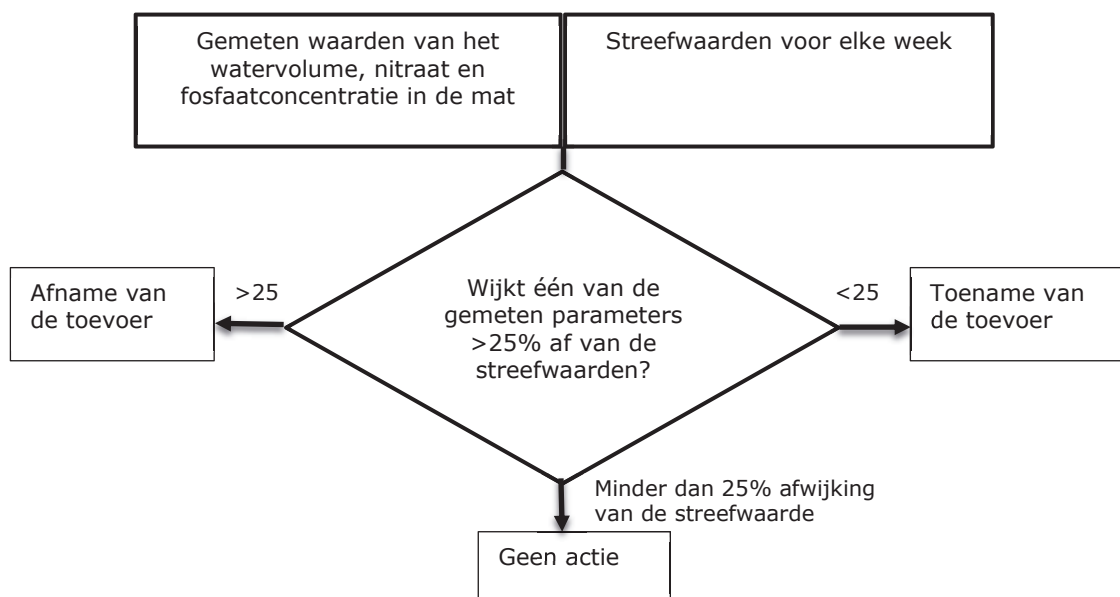 Gemeten waarden van het
watervolume, nitraat en
fosfaatconcentratie in de mat
Streefwaarden voor elke week
Afname van
de toevoer
>25
Wijkt één van de
gemeten parameters
>25% af van de
streefwaarden?
<25
Toename van
de toevoer
Minder dan 25% afwijking
van de streefwaarde
Geen actie